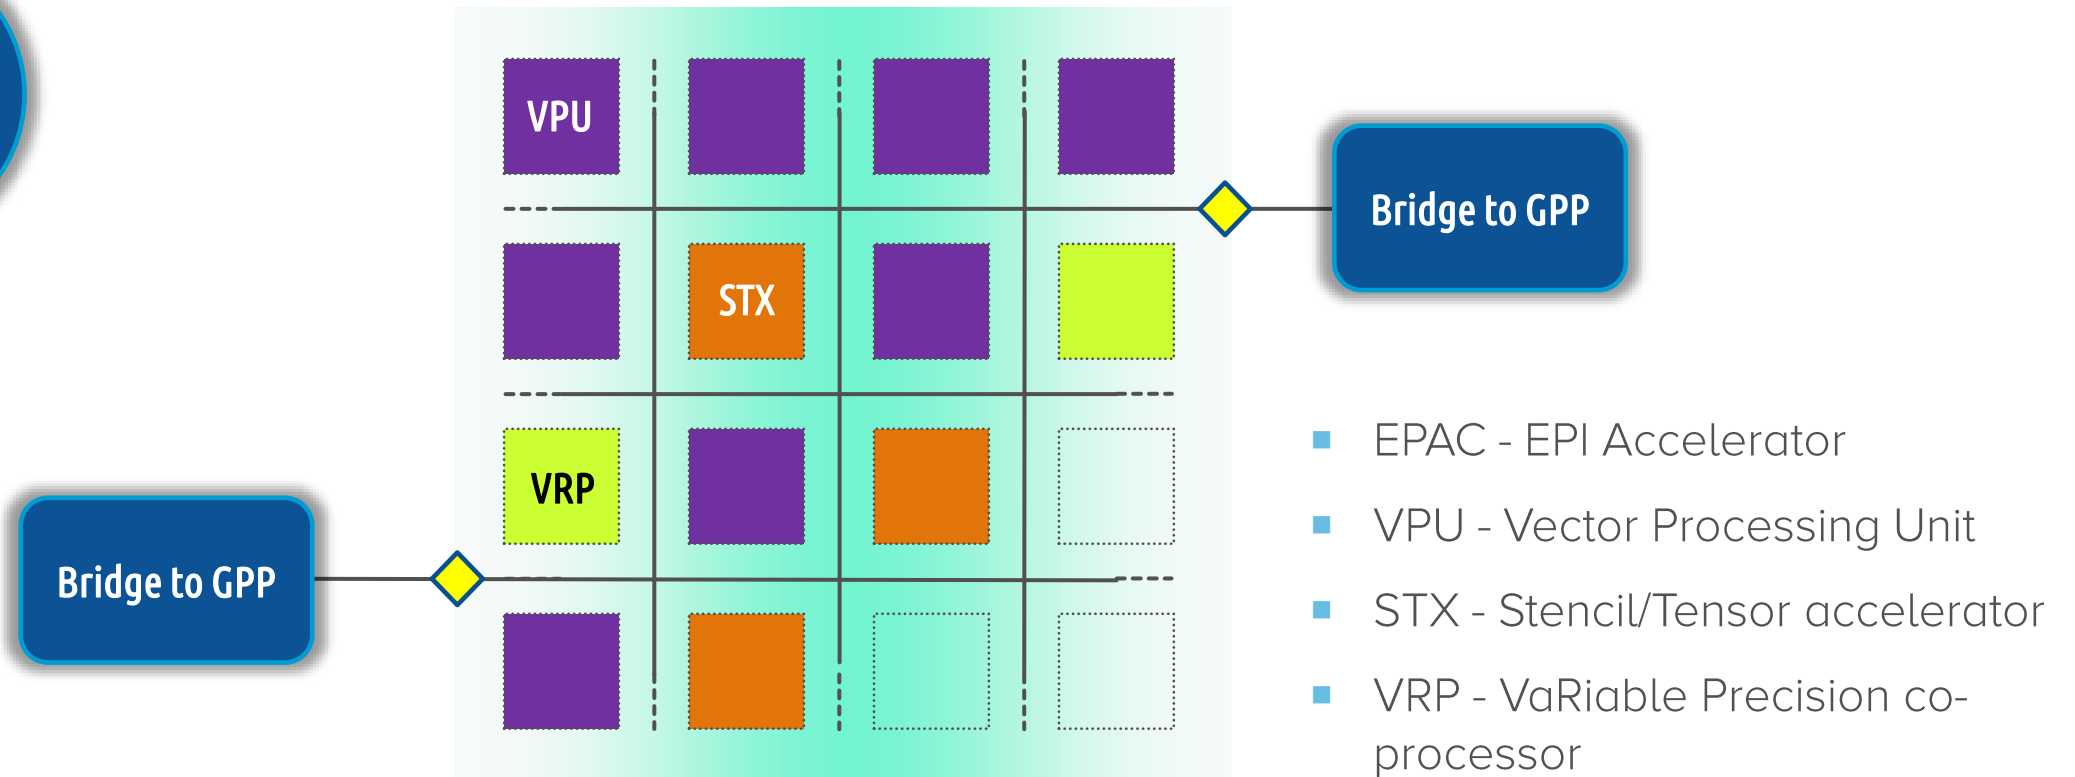 VPU
Bridge to GPP
STX
VRP
Bridge to GPP
EPAC - EPI Accelerator
VPU - Vector Processing Unit
STX - Stencil/Tensor accelerator
VRP - VaRiable Precision co-
processor